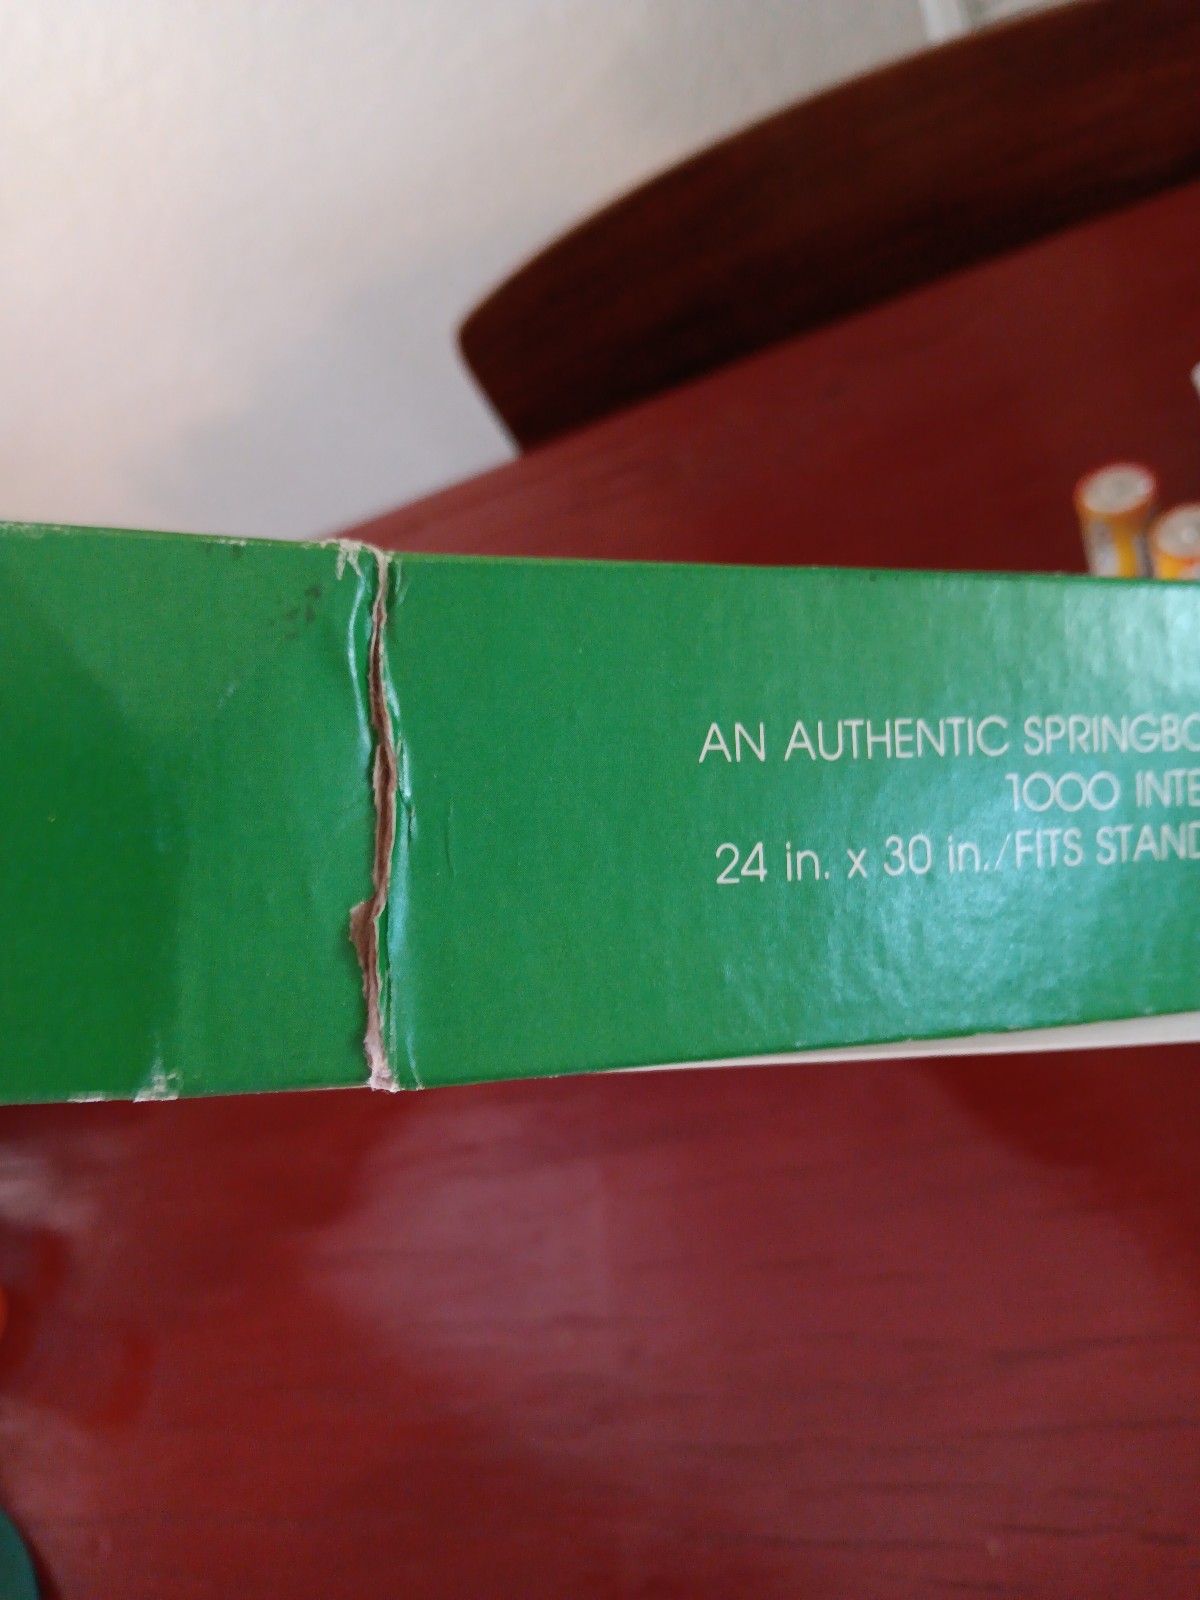 AN AUTHENTIC SPRINGBO
1000 INTE
24 in. x 30 in./FITS STAND